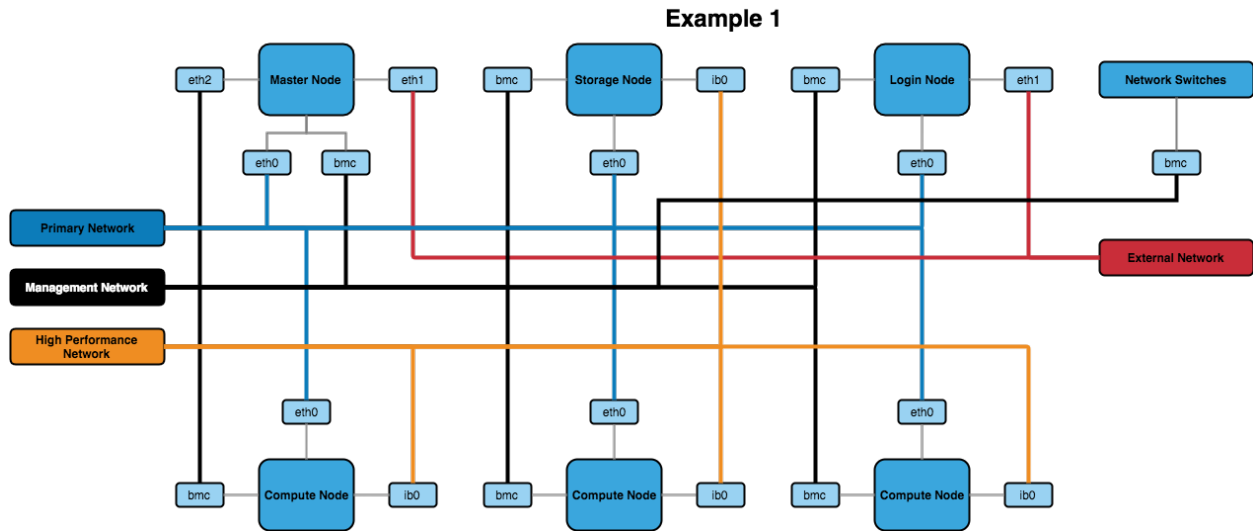 Example 1
eth2
Master Node
eth1
bmc
Storage Node
ib0
bmc
Login Node
eth1
Network Switches
eth0
bmc
eth0
eth0
bmc
Primary Network
External Network
Management Network
High Performance
Network
eth0
eth0
eth0
bmc
Compute Node
ib0
bmc
Compute Node
ib0
bmc
Compute Node
ib0